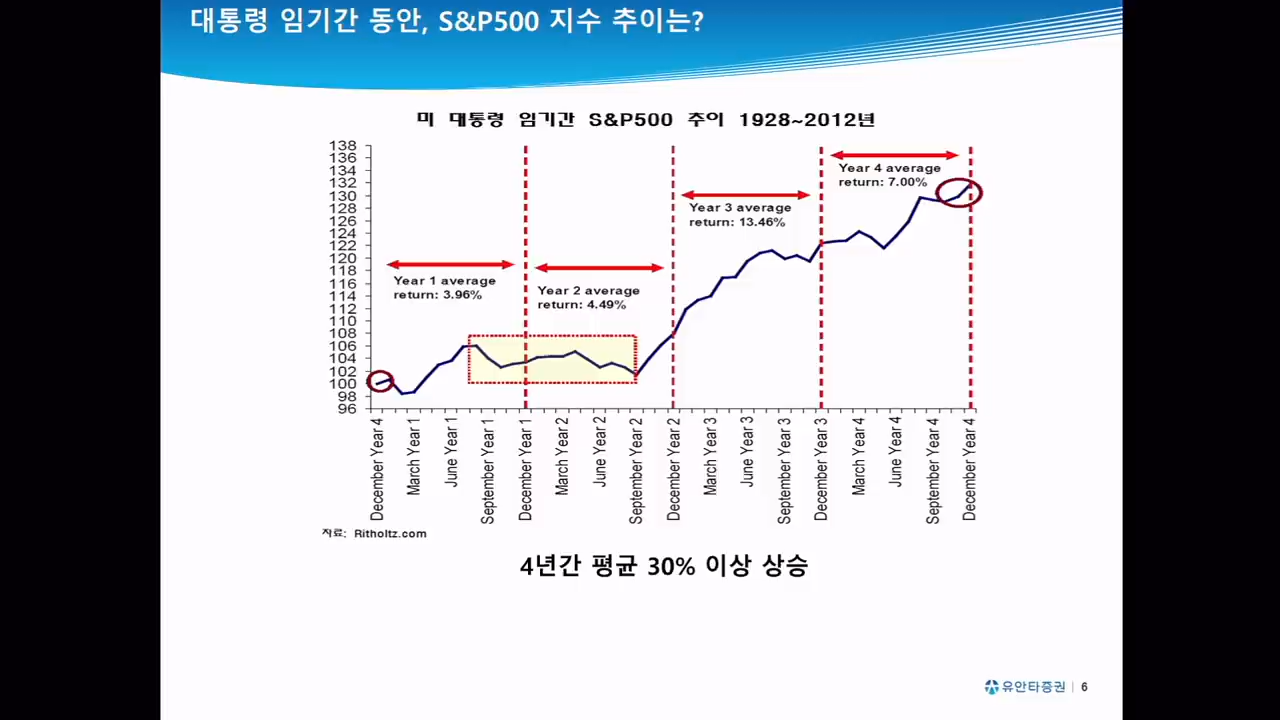 대통령 임기간 동안, S&P500 지수 추이는?
미 대통령 임기간 S&P500 추이 1928~2012년
138
136
134
132
130
128
126
124
122
120
118
116
114
112
110
108
106
104
102
100
98
96
Year 1 average
return: 3.96%
Year 2 average
return: 4.49%
Year 3 average
return: 13.46%
Year 4 average
return: 7.00%
December Year 4
March Year 1
June Year 1
September Year 1
December Year 1
March Year 2
June Year 2
September Year 2
December Year 2
March Year 3
June Year 3
September Year 3
December Year 3
March Year 4
June Year 4
September Year 4
December Year 4
자료: Ritholtz.com
4년간 평균 30% 이상 상승
유안타증권 | 6